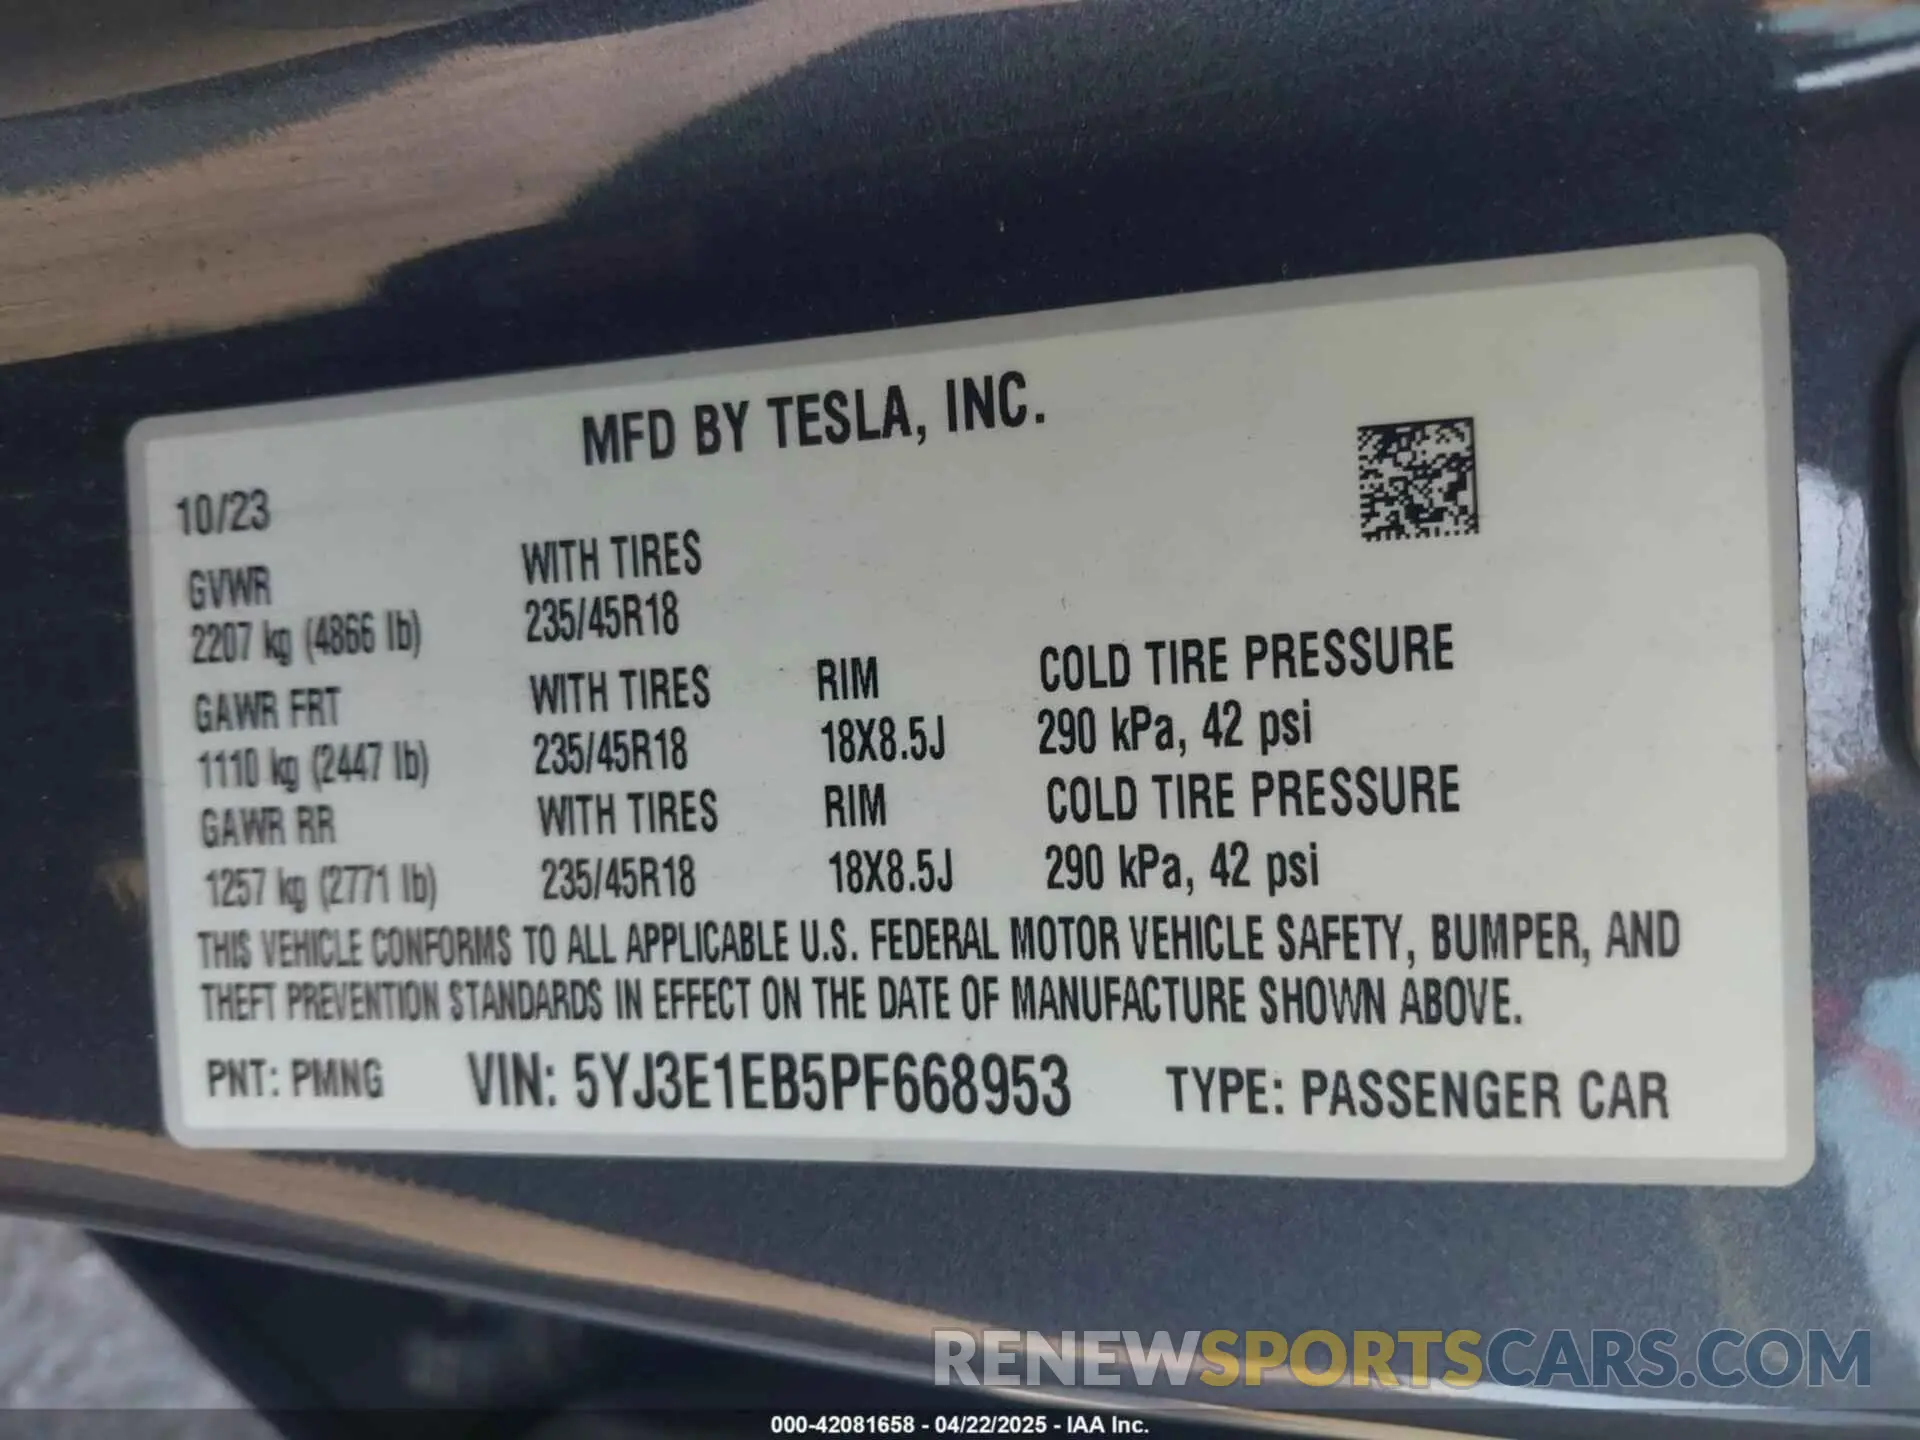 MFD BY TESLA, INC.
10/23
GVWR WITH TIRES
2207 kg (4866 lb) 235/45R18
GAWR FRT WITH TIRES RIM COLD TIRE PRESSURE
1110 kg (2447 lb) 235/45R18 18X8.5J 290 kPa, 42 psi
GAWR RR WITH TIRES RIM COLD TIRE PRESSURE
1257 kg (2771 lb) 235/45R18 18X8.5J 290 kPa, 42 psi
THIS VEHICLE CONFORMS TO ALL APPLICABLE U.S. FEDERAL MOTOR VEHICLE SAFETY, BUMPER, AND
THEFT PREVENTION STANDARDS IN EFFECT ON THE DATE OF MANUFACTURE SHOWN ABOVE.
PNT: PMNG VIN: 5YJ3E1EB5PF668953 TYPE: PASSENGER CAR
RENEWSPORTSCARS.COM
000-42081658 - 04/22/2025 - IAA Inc.